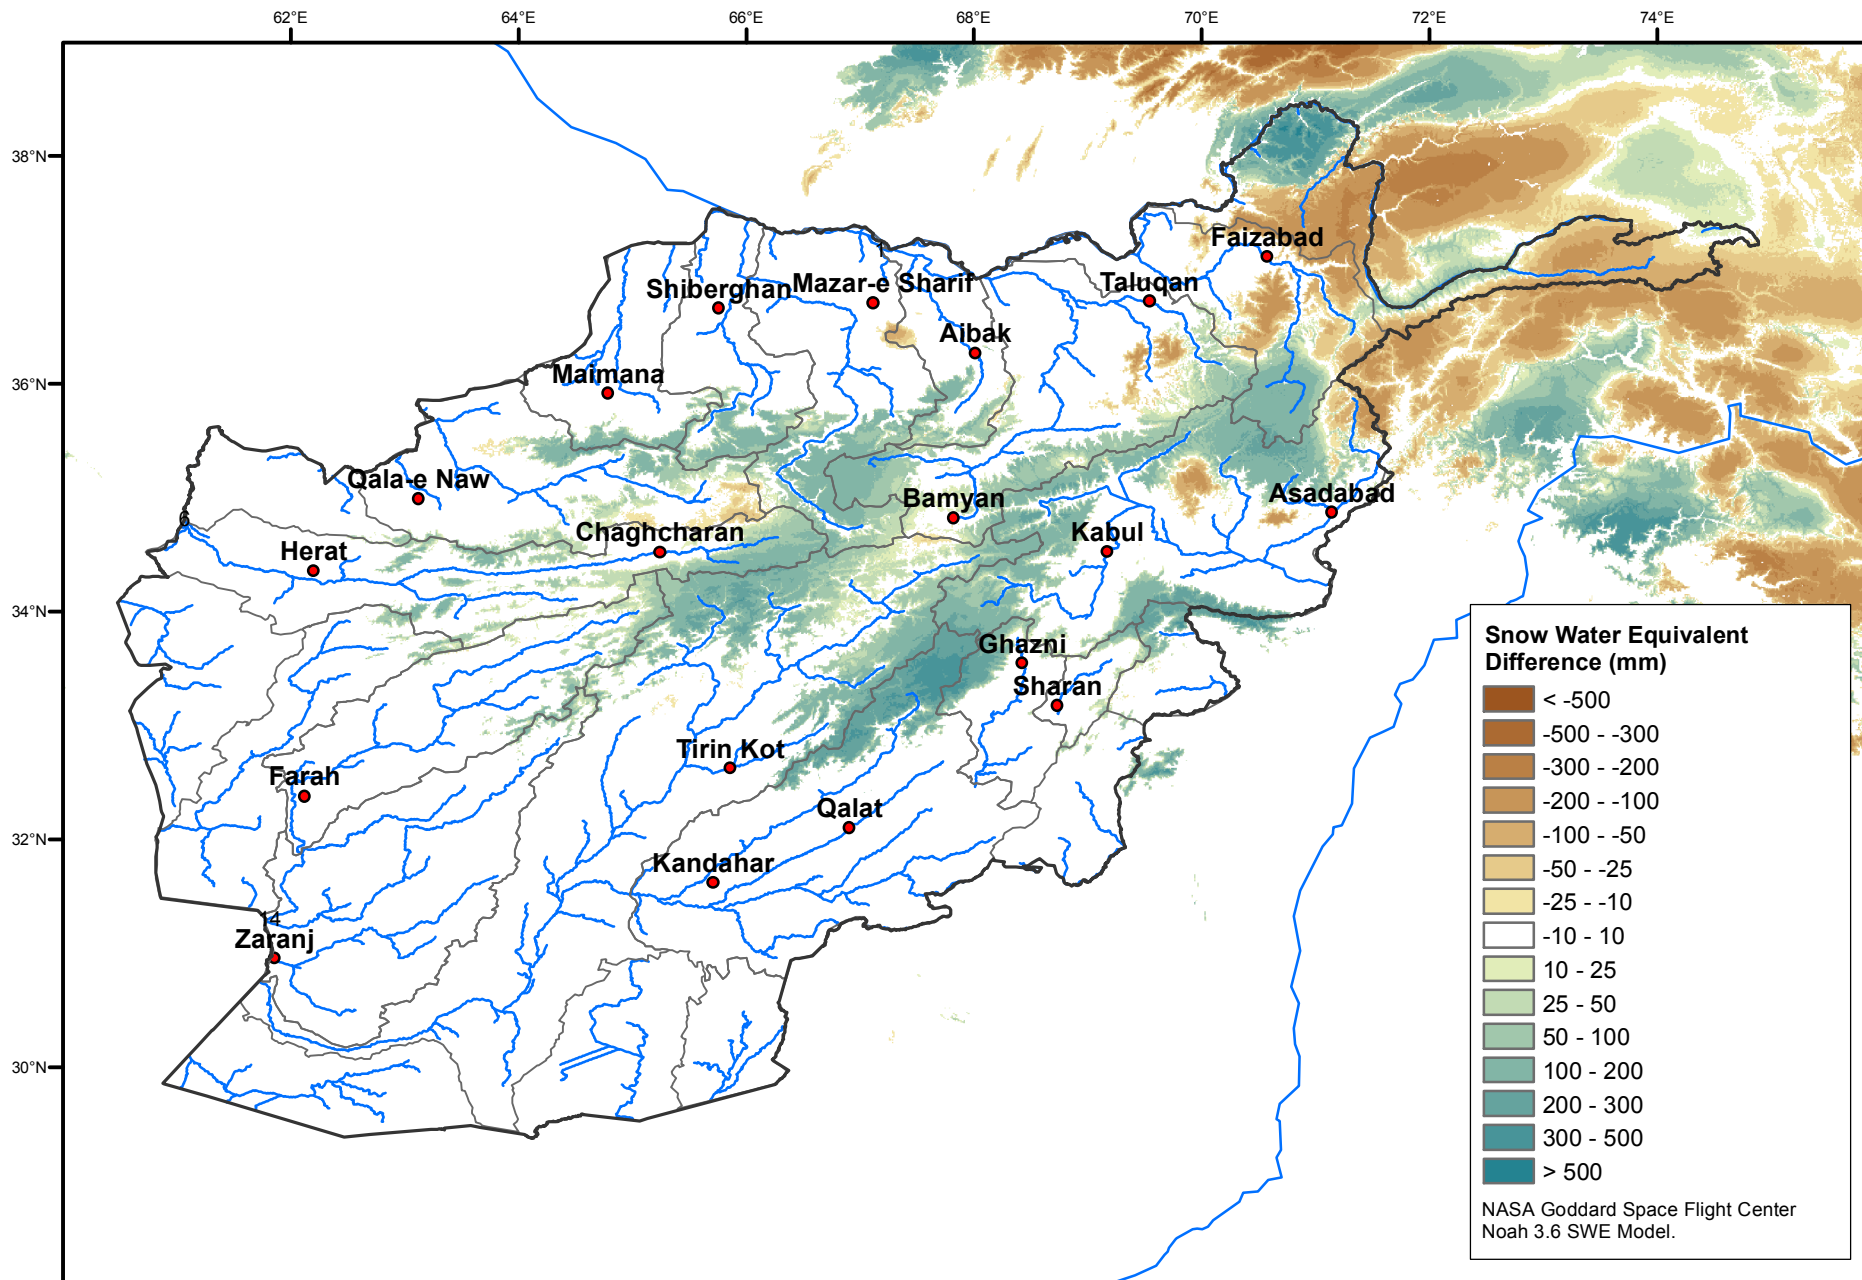 62°E 64°E 66°E 68°E 70°E 72°E 74°E
38°N
36°N
34°N
32°N
30°N
Faizabad
Shiberghan
Mazar-e Sharif
Taluqan
Aibak
Maimana
Qala-e Naw
Bamyan
Asadabad
6
Chaghcharan
Kabul
Herat
Ghazni
Sharan
Tirin Kot
Farah
Qalat
Kandahar
14
Zaranj
Snow Water Equivalent
Difference (mm)
< -500
-500 - -300
-300 - -200
-200 - -100
-100 - -50
-50 - -25
-25 - -10
-10 - 10
10 - 25
25 - 50
50 - 100
100 - 200
200 - 300
300 - 500
> 500
NASA Goddard Space Flight Center
Noah 3.6 SWE Model.